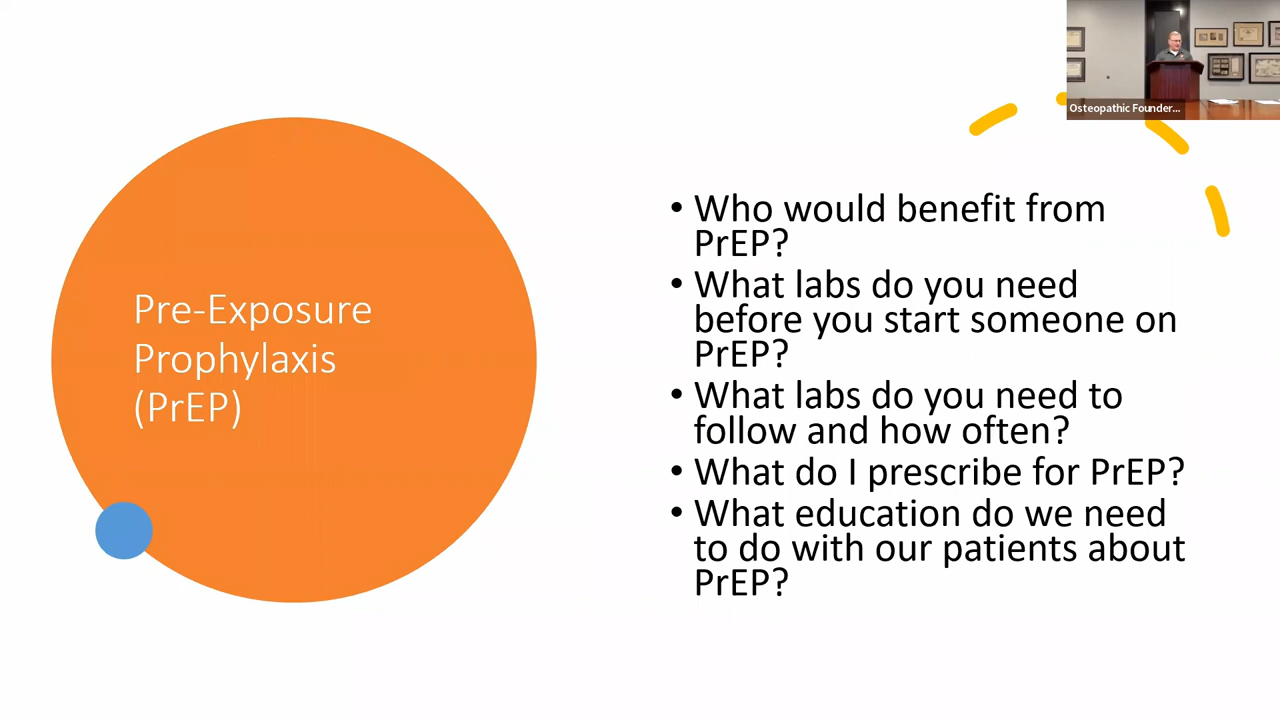 Osteopathic Founder...
Pre-Exposure
Prophylaxis
(PrEP)
• Who would benefit from
PrEP?
• What labs do you need
before you start someone on
PrEP?
• What labs do you need to
follow and how often?
• What do I prescribe for PrEP?
• What education do we need
to do with our patients about
PrEP?